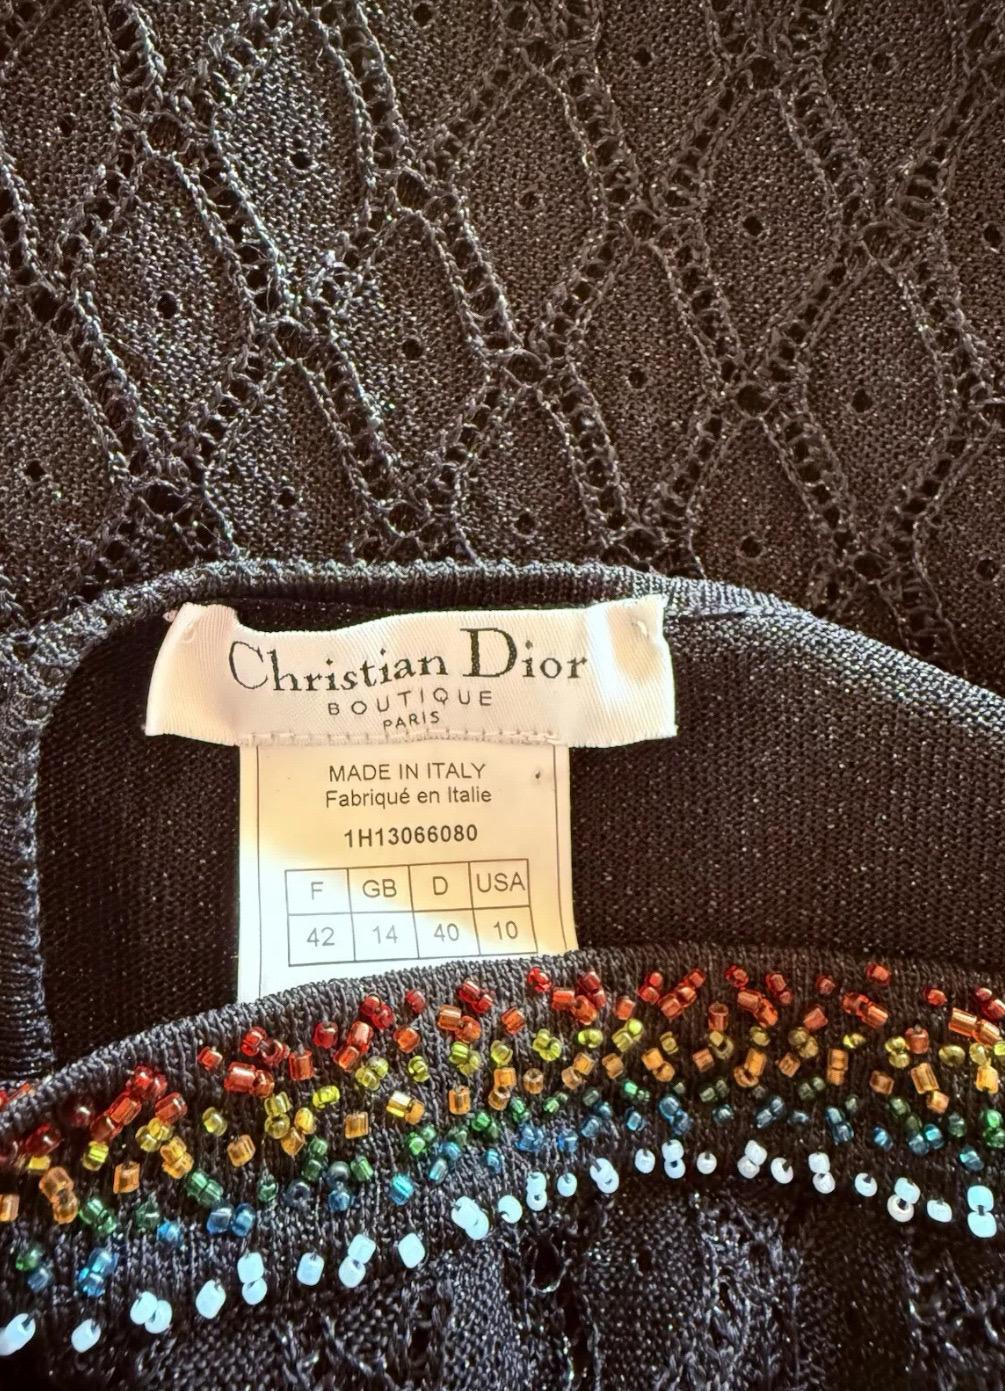 Christian Dior
BOUTIQUE
PARIS
MADE IN ITALY
Fabriqué en Italie
1H13066080
F GB D USA
42 14 40 10